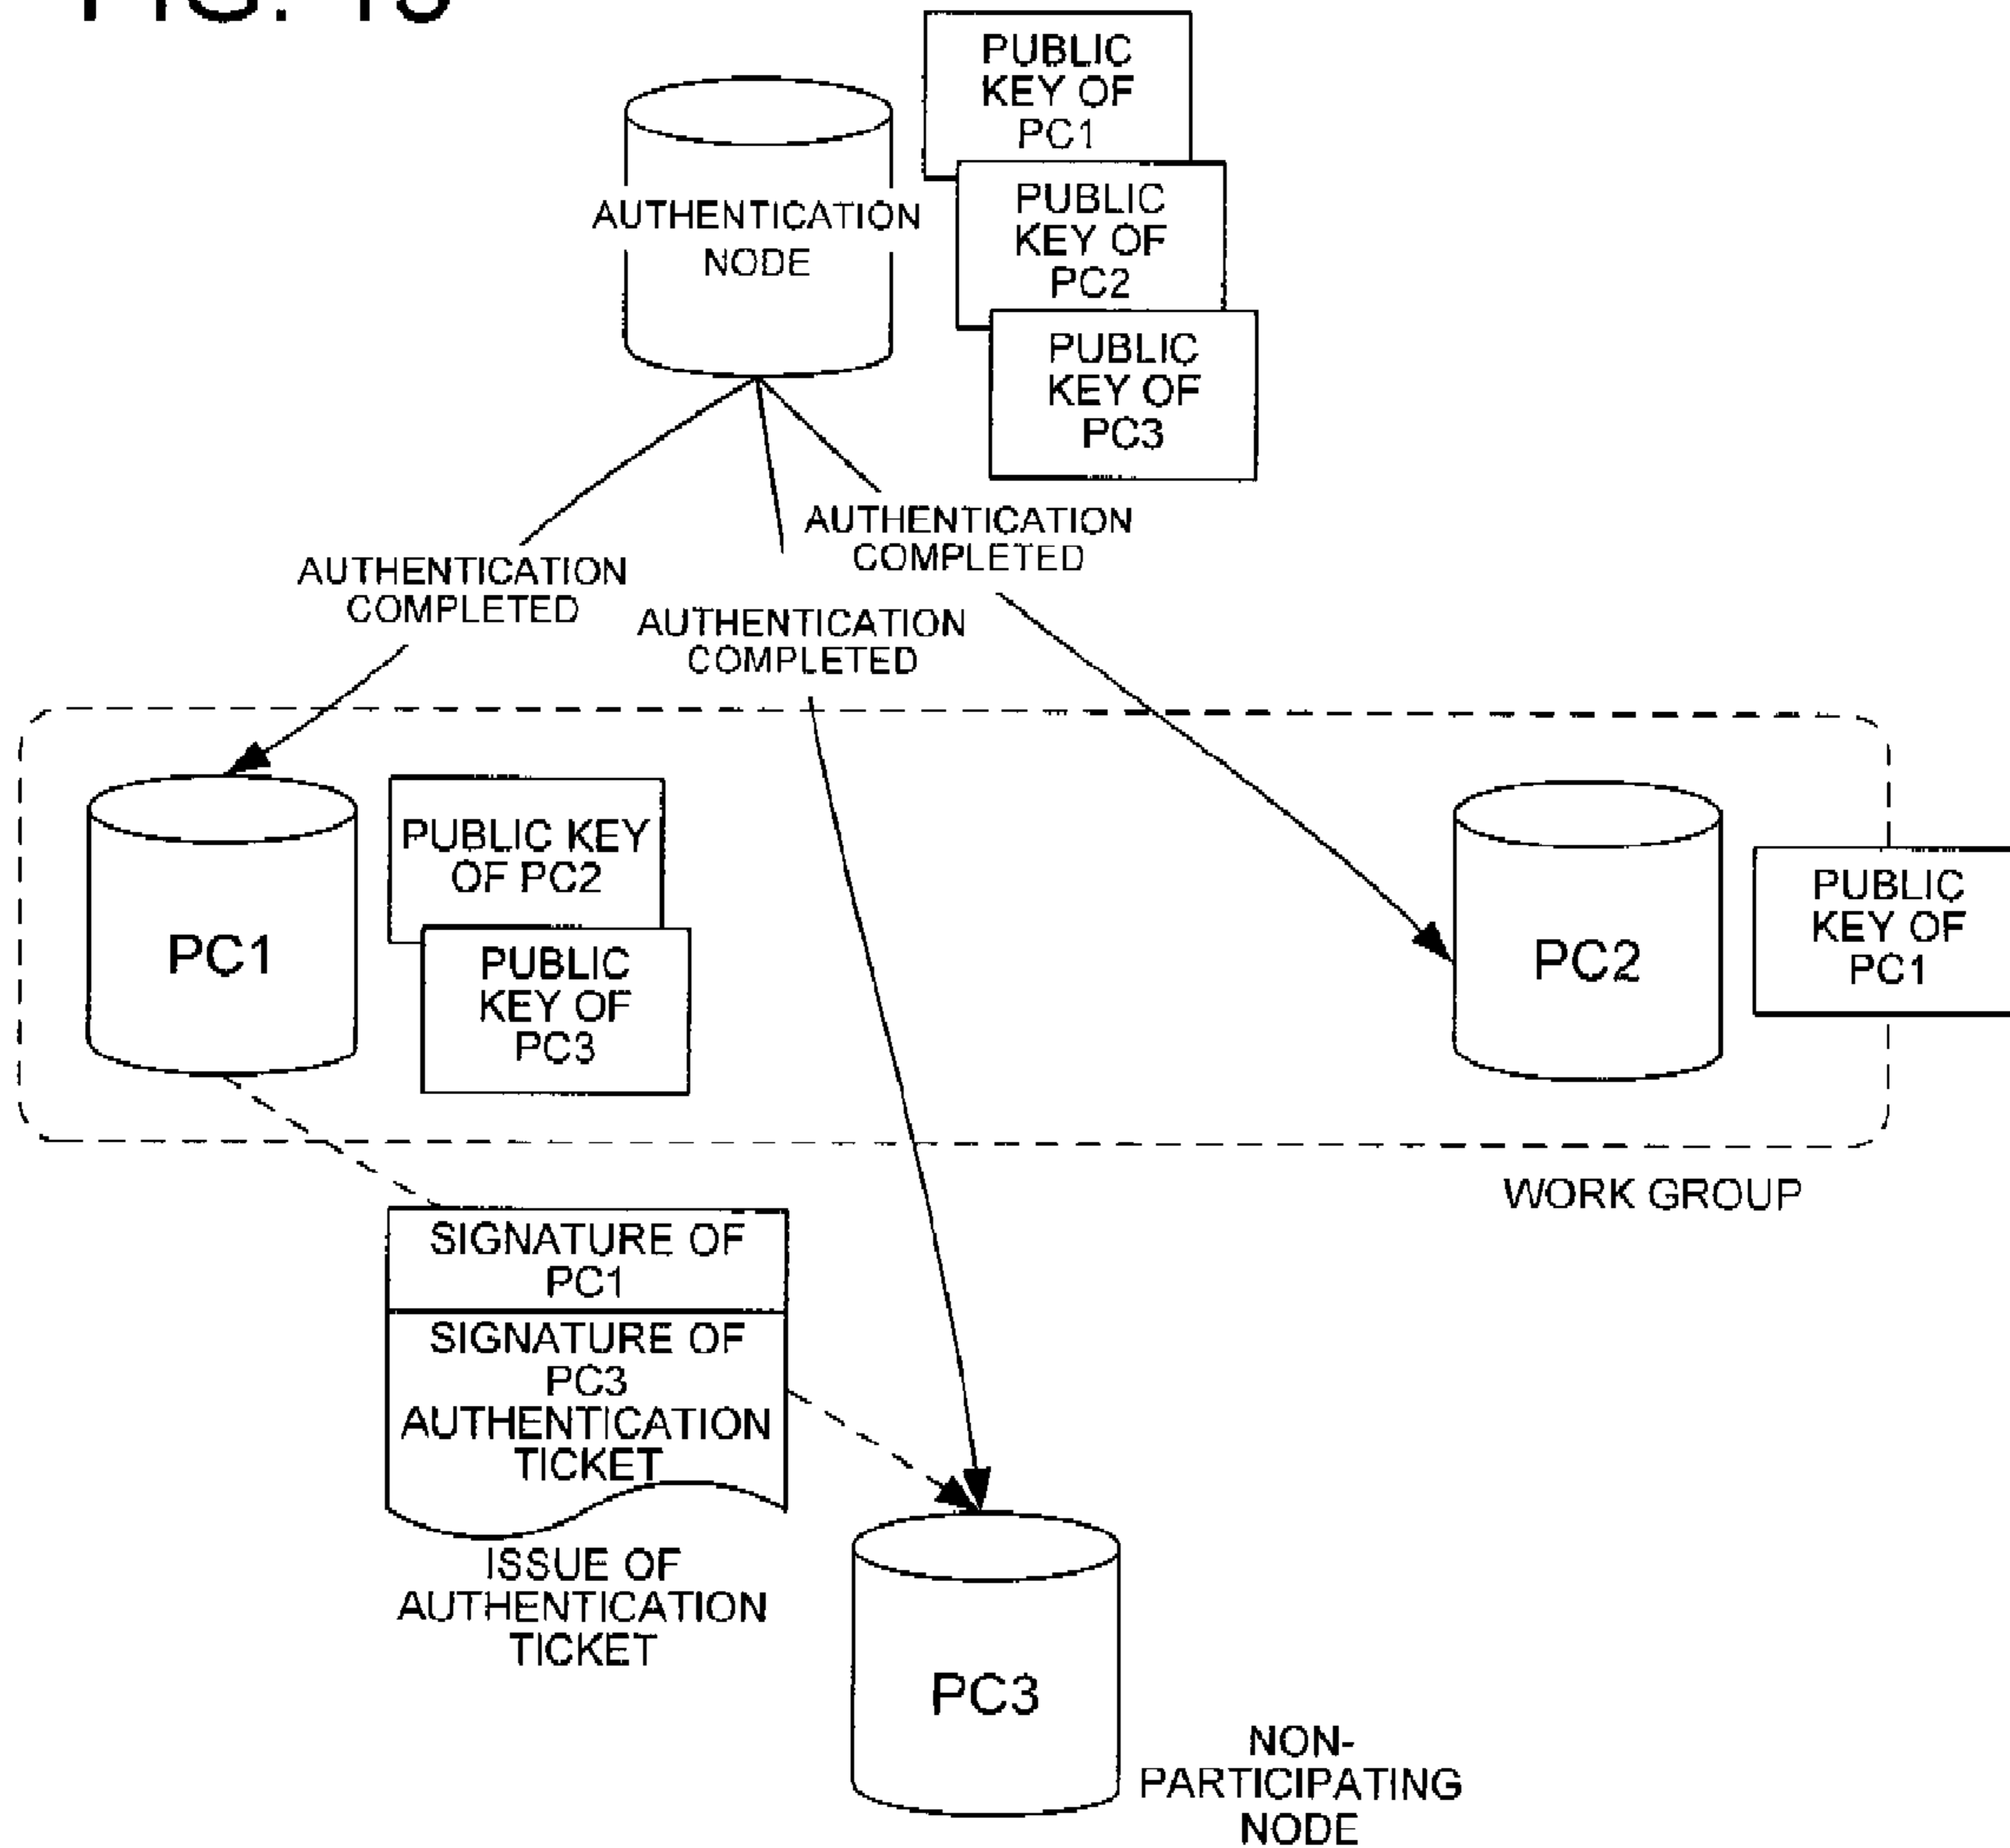 PUBLIC
KEY OF
PC1
AUTHENTICATION
NODE
PUBLIC
KEY OF
PC2
PUBLIC
KEY OF
PC3
AUTHENTICATION
COMPLETED
AUTHENTICATION
COMPLETED
AUTHENTICATION
COMPLETED
PC1
PUBLIC KEY
OF PC2
PUBLIC
KEY OF
PC3
PC2
PUBLIC
KEY OF
PC1
WORK GROUP
SIGNATURE OF
PC1
SIGNATURE OF
PC3
AUTHENTICATION
TICKET
ISSUE OF
AUTHENTICATION
TICKET
PC3
NON-
PARTICIPATING
NODE